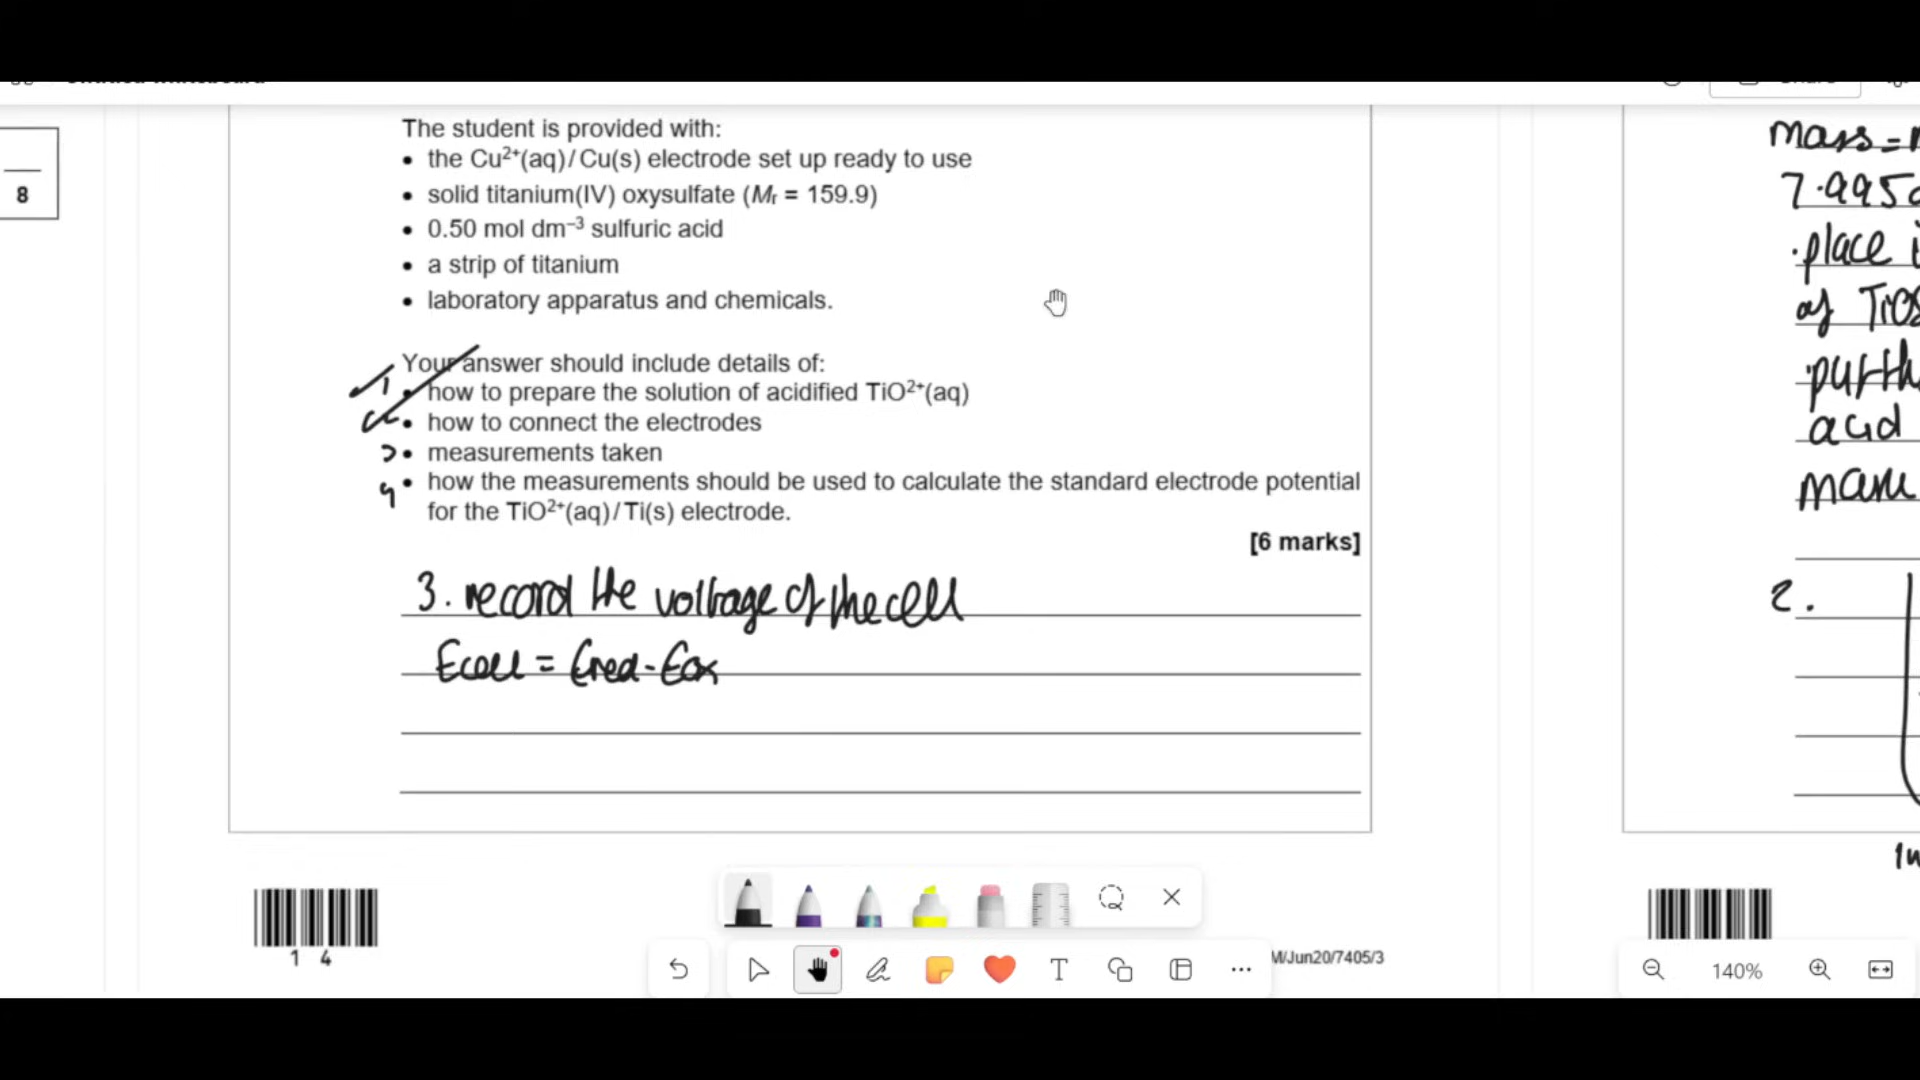 8
The student is provided with:
• the Cu²⁺(aq)/Cu(s) electrode set up ready to use
• solid titanium(IV) oxysulfate (Mr = 159.9)
• 0.50 mol dm⁻³ sulfuric acid
• a strip of titanium
• laboratory apparatus and chemicals.
Your answer should include details of:
1 • how to prepare the solution of acidified TiO²⁺(aq)
• how to connect the electrodes
3 • measurements taken
4 • how the measurements should be used to calculate the standard electrode potential
for the TiO²⁺(aq)/Ti(s) electrode.
[6 marks]
3. record the voltage of the cell
Ecell = Ered - Eox
1 4
M/Jun20/7405/3
mass =
7.995
• place
of
acid
2.
T
140%